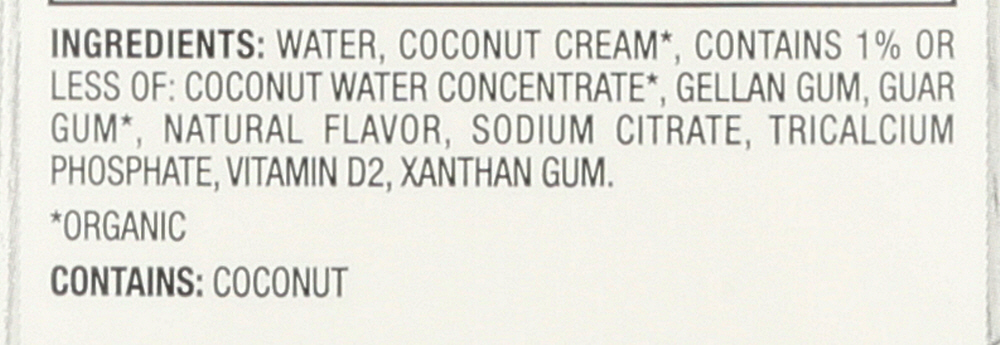 INGREDIENTS: WATER, COCONUT CREAM*, CONTAINS 1% OR
LESS OF: COCONUT WATER CONCENTRATE*, GELLAN GUM, GUAR
GUM*, NATURAL FLAVOR, SODIUM CITRATE, TRICALCIUM
PHOSPHATE, VITAMIN D2, XANTHAN GUM.
*ORGANIC
CONTAINS: COCONUT